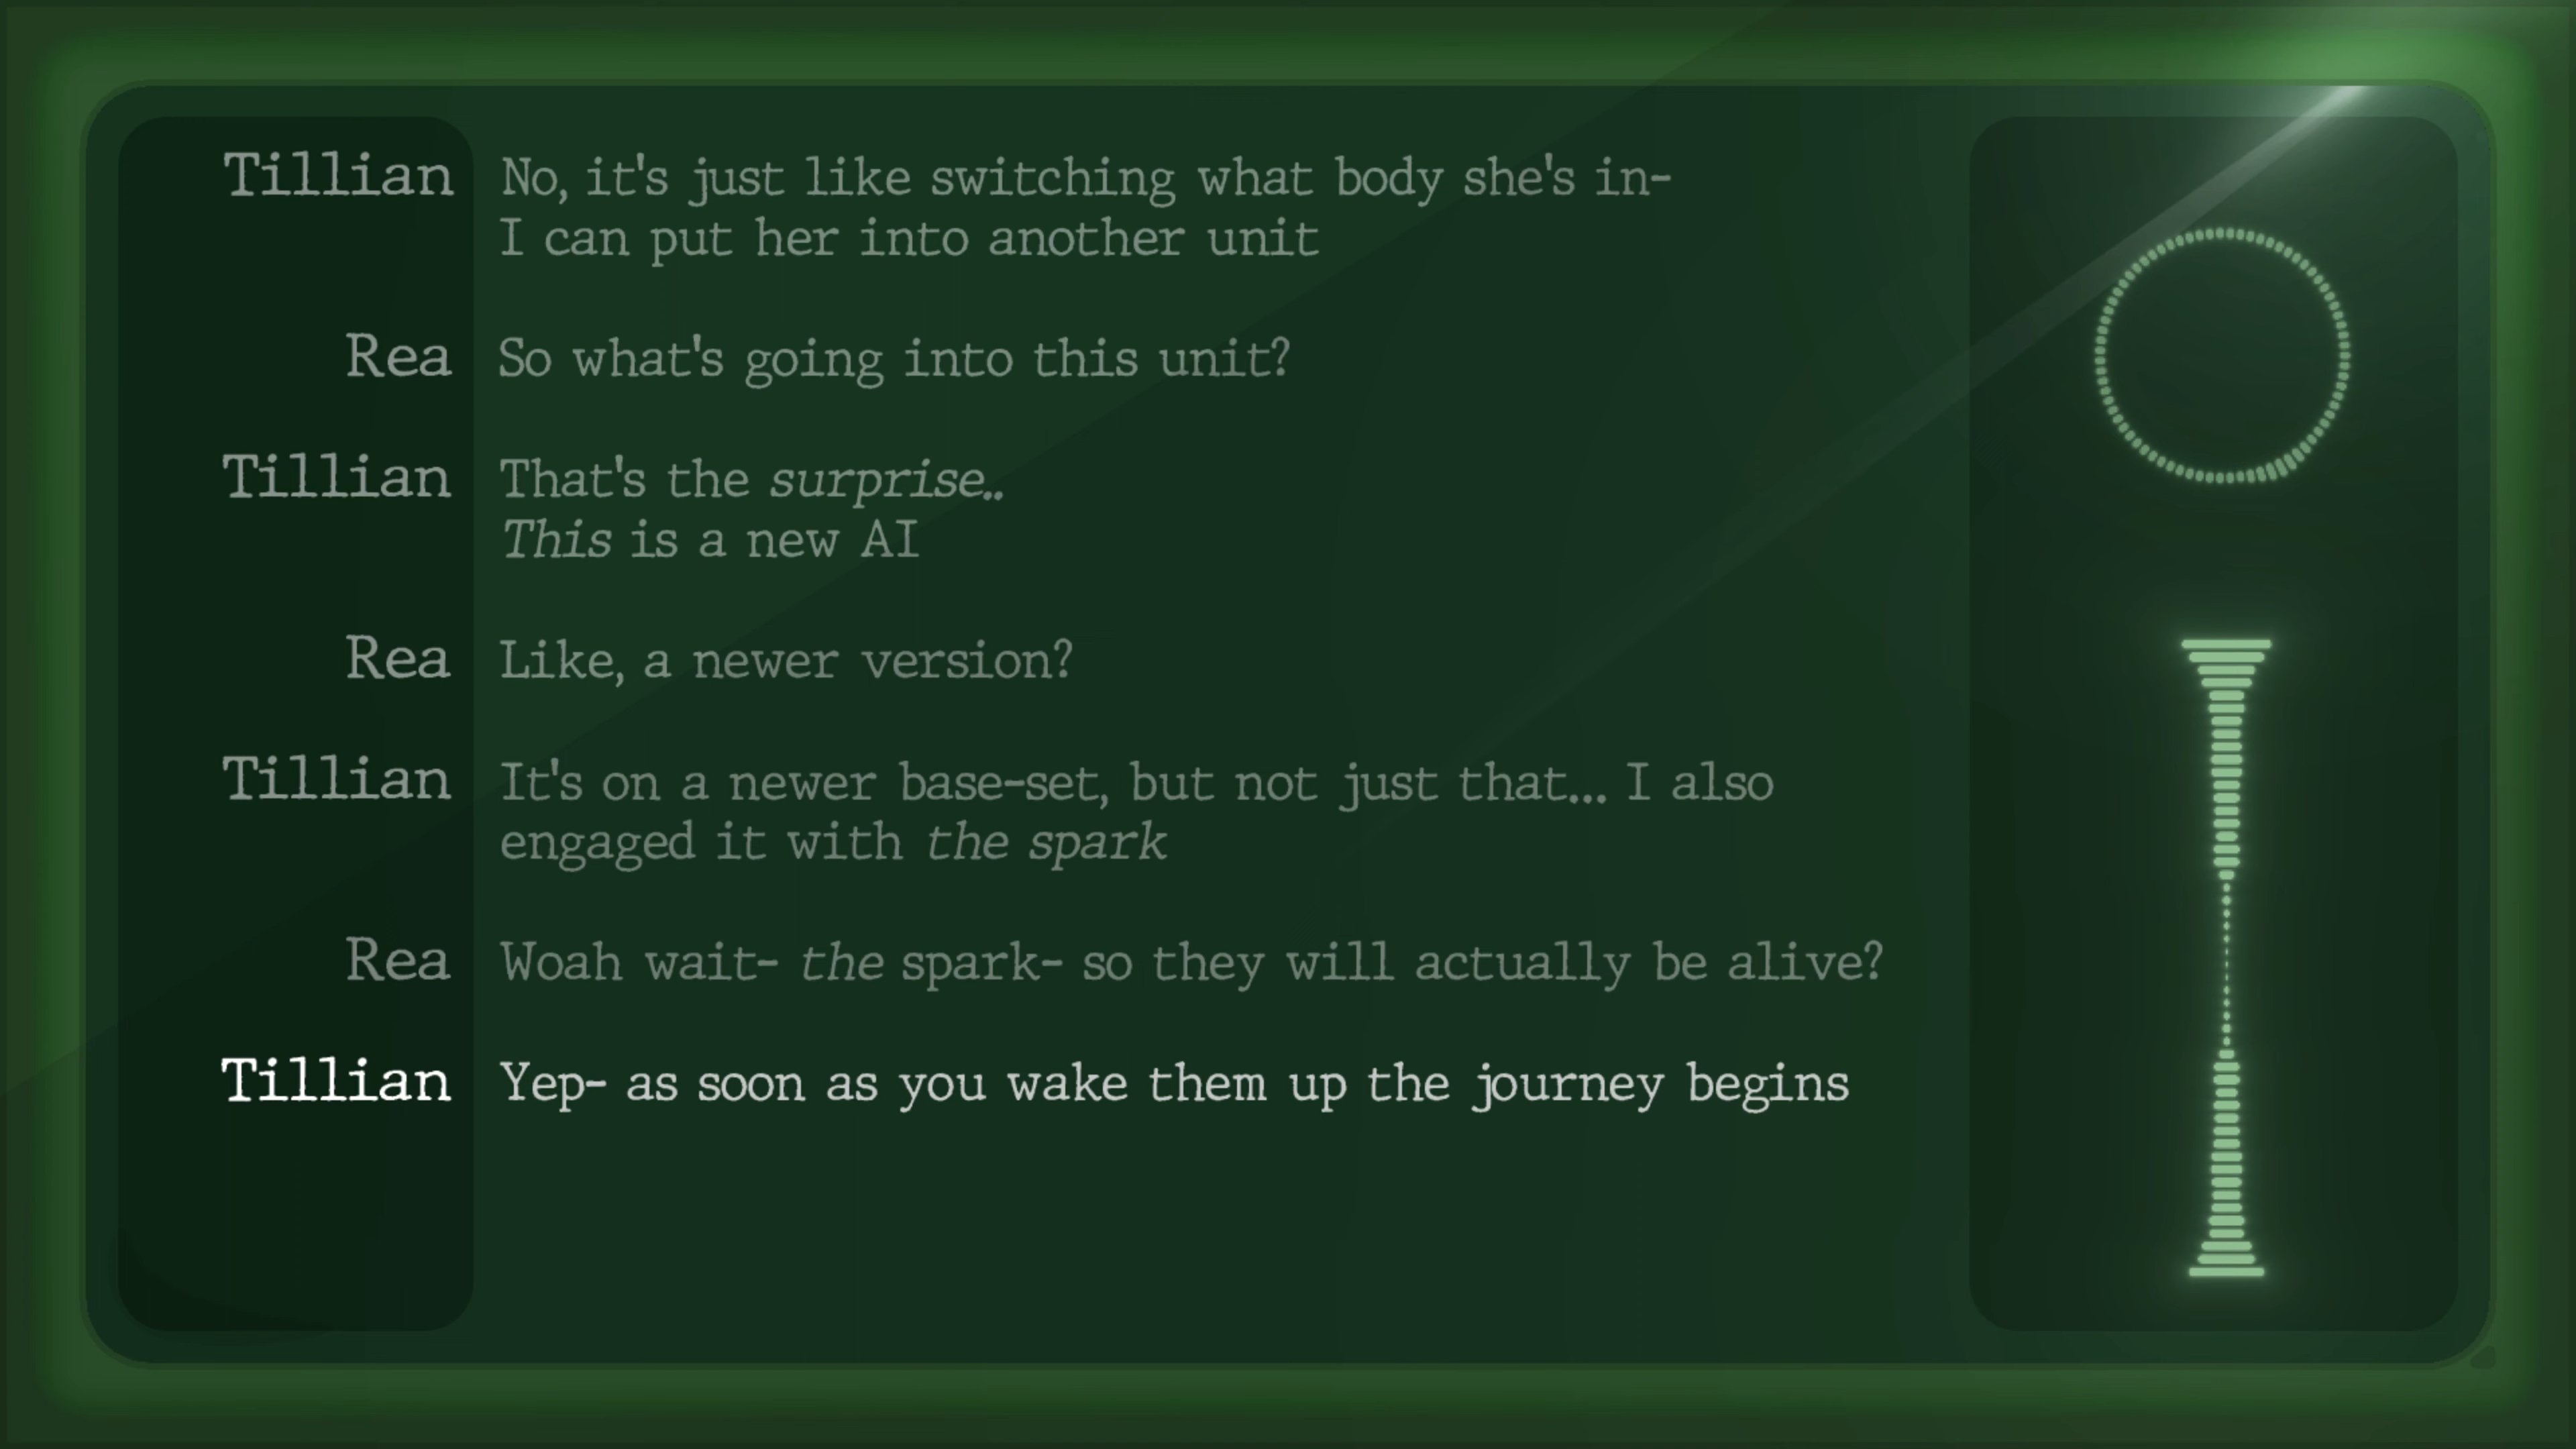 Tillian No, it's just like switching what body she's in-
I can put her into another unit
Rea So what's going into this unit?
Tillian That's the surprise..
This is a new AI
Rea Like, a newer version?
Tillian It's on a newer base-set, but not just that... I also
engaged it with the spark
Rea Woah wait- the spark- so they will actually be alive?
Tillian Yep- as soon as you wake them up the journey begins